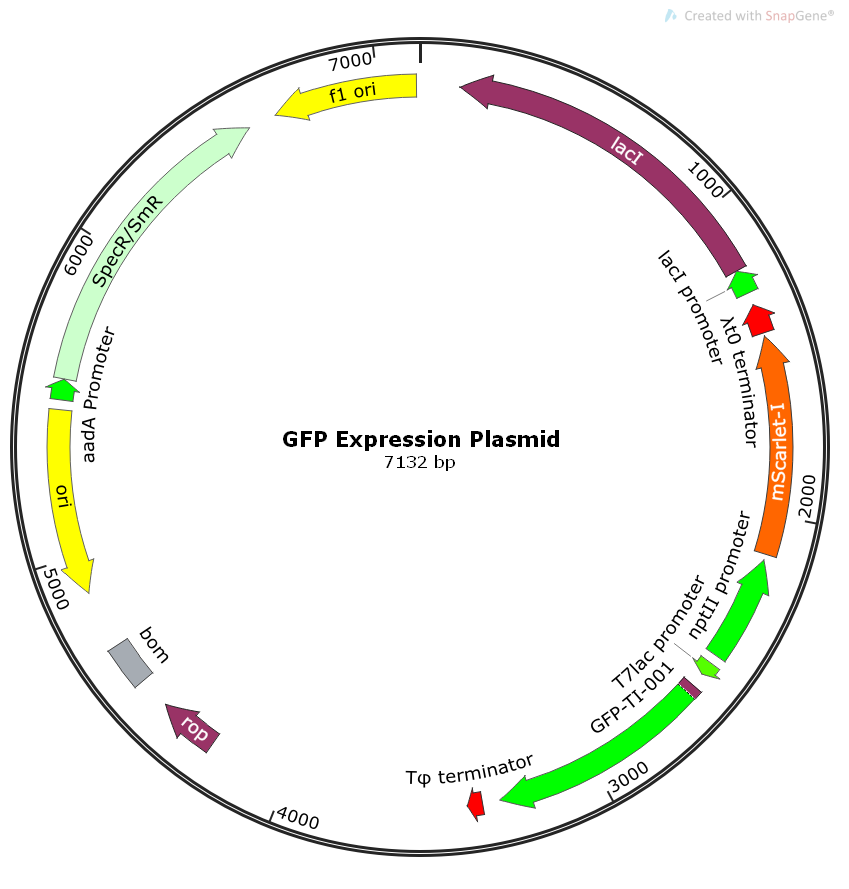 Created with SnapGene®
7000
f1 ori
lacI
1000
lacI promoter
λt0 terminator
mScarlet-I
2000
nptII promoter
T7lac promoter
GFP-TI-001
3000
Tφ terminator
4000
rop
bom
5000
ori
aadA Promoter
SpecR/SmR
6000
GFP Expression Plasmid
7132 bp